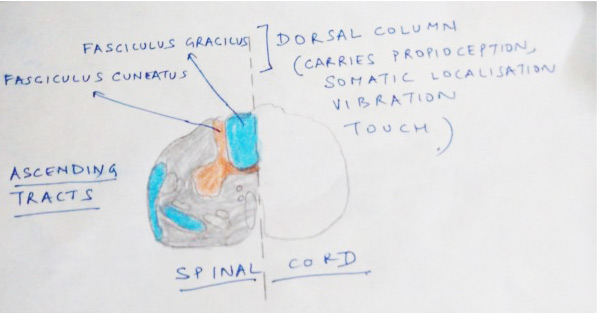 FASCICULUS GRACILUS
FASCICULUS CUNEATUS
DORSAL COLUMN
(CARRIES PROPIOCEPTION,
SOMATIC LOCALISATION
VIBRATION
TOUCH.)
ASCENDING
TRACTS
SPINAL CORD